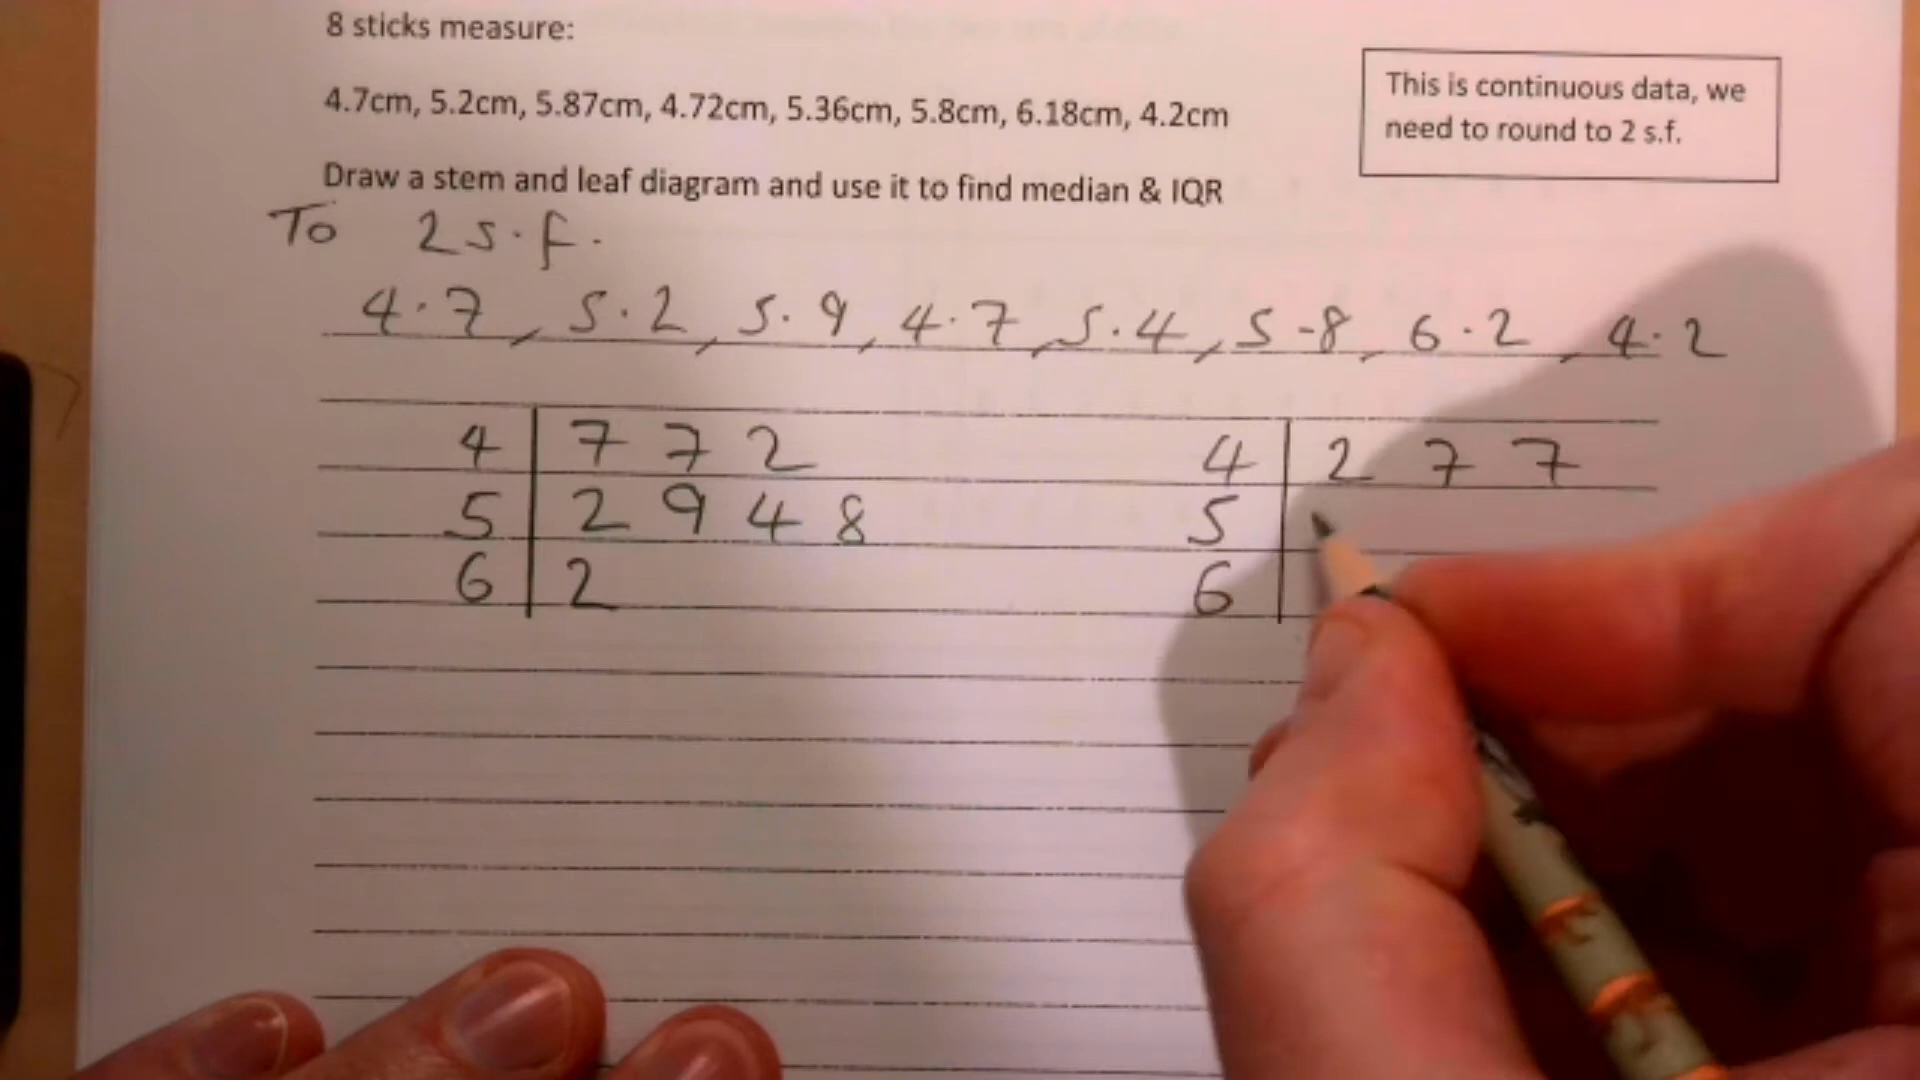 8 sticks measure:
4.7cm, 5.2cm, 5.87cm, 4.72cm, 5.36cm, 5.8cm, 6.18cm, 4.2cm
This is continuous data, we
need to round to 2 s.f.
Draw a stem and leaf diagram and use it to find median & IQR
To 2 s.f.
4.7, 5.2, 5.9, 4.7, 5.4, 5.8, 6.2, 4.2
4 | 7 7 2
5 | 2 9 4 8
6 | 2
4 | 2 7 7
5 |
6 |